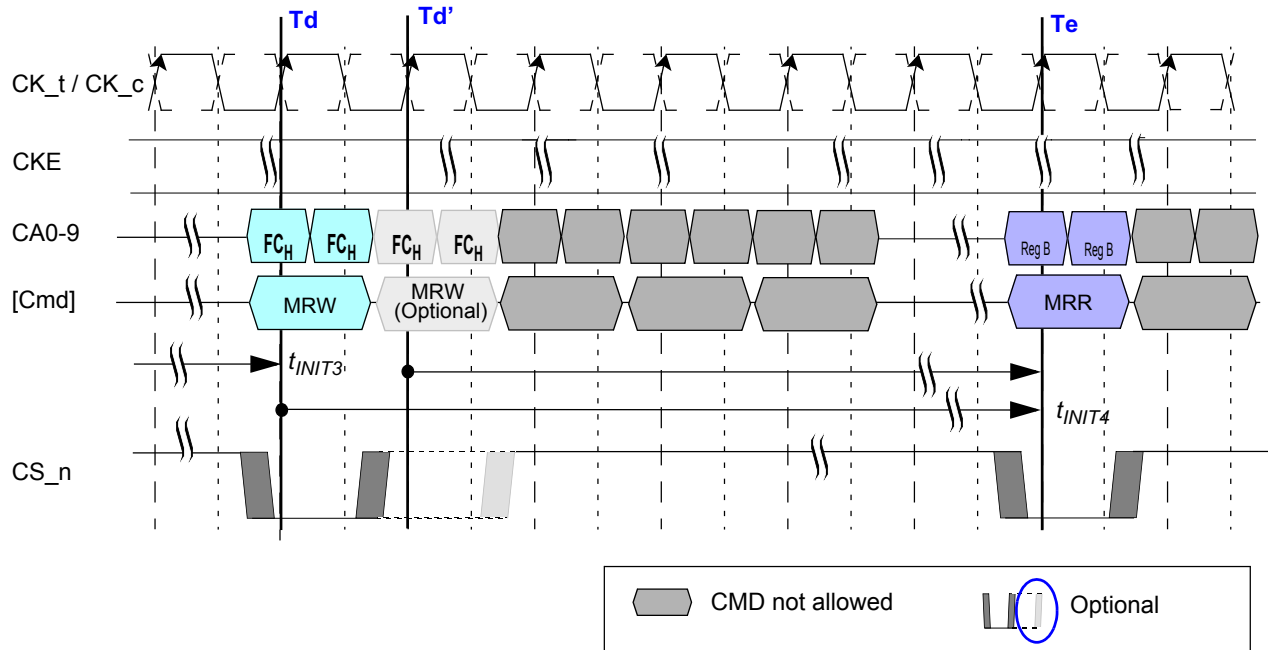 Td Td’ Te
CK_t / CK_c
CKE
CA0-9 FCH FCH FCH FCH Reg B Reg B
[Cmd] MRW MRW (Optional) MRR
tINIT3
tINIT4
CS_n
CMD not allowed Optional